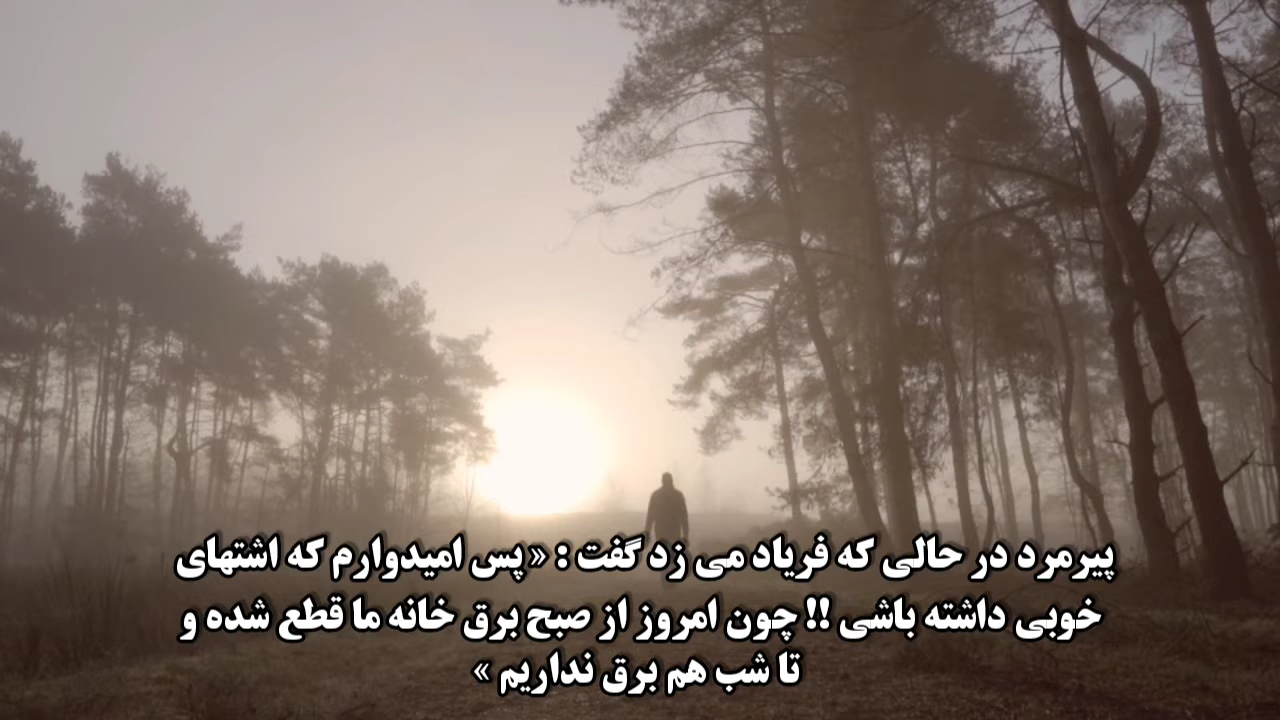 پیرمرد در حالی که فریاد می زد گفت : « پس امیدوارم که اشتهای
خوبی داشته باشی !! چون امروز از صبح برق خانه ما قطع شده و
تا شب هم برق نداریم »